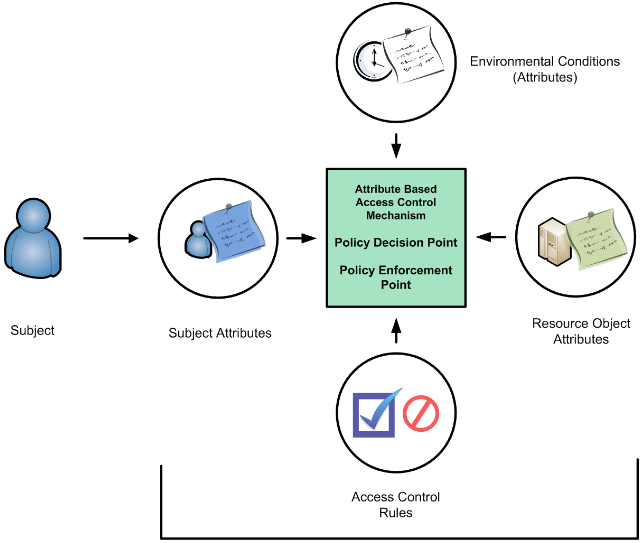 Environmental Conditions
(Attributes)
Attribute Based
Access Control
Mechanism
Policy Decision Point
Policy Enforcement
Point
Subject
Subject Attributes
Resource Object
Attributes
Access Control
Rules